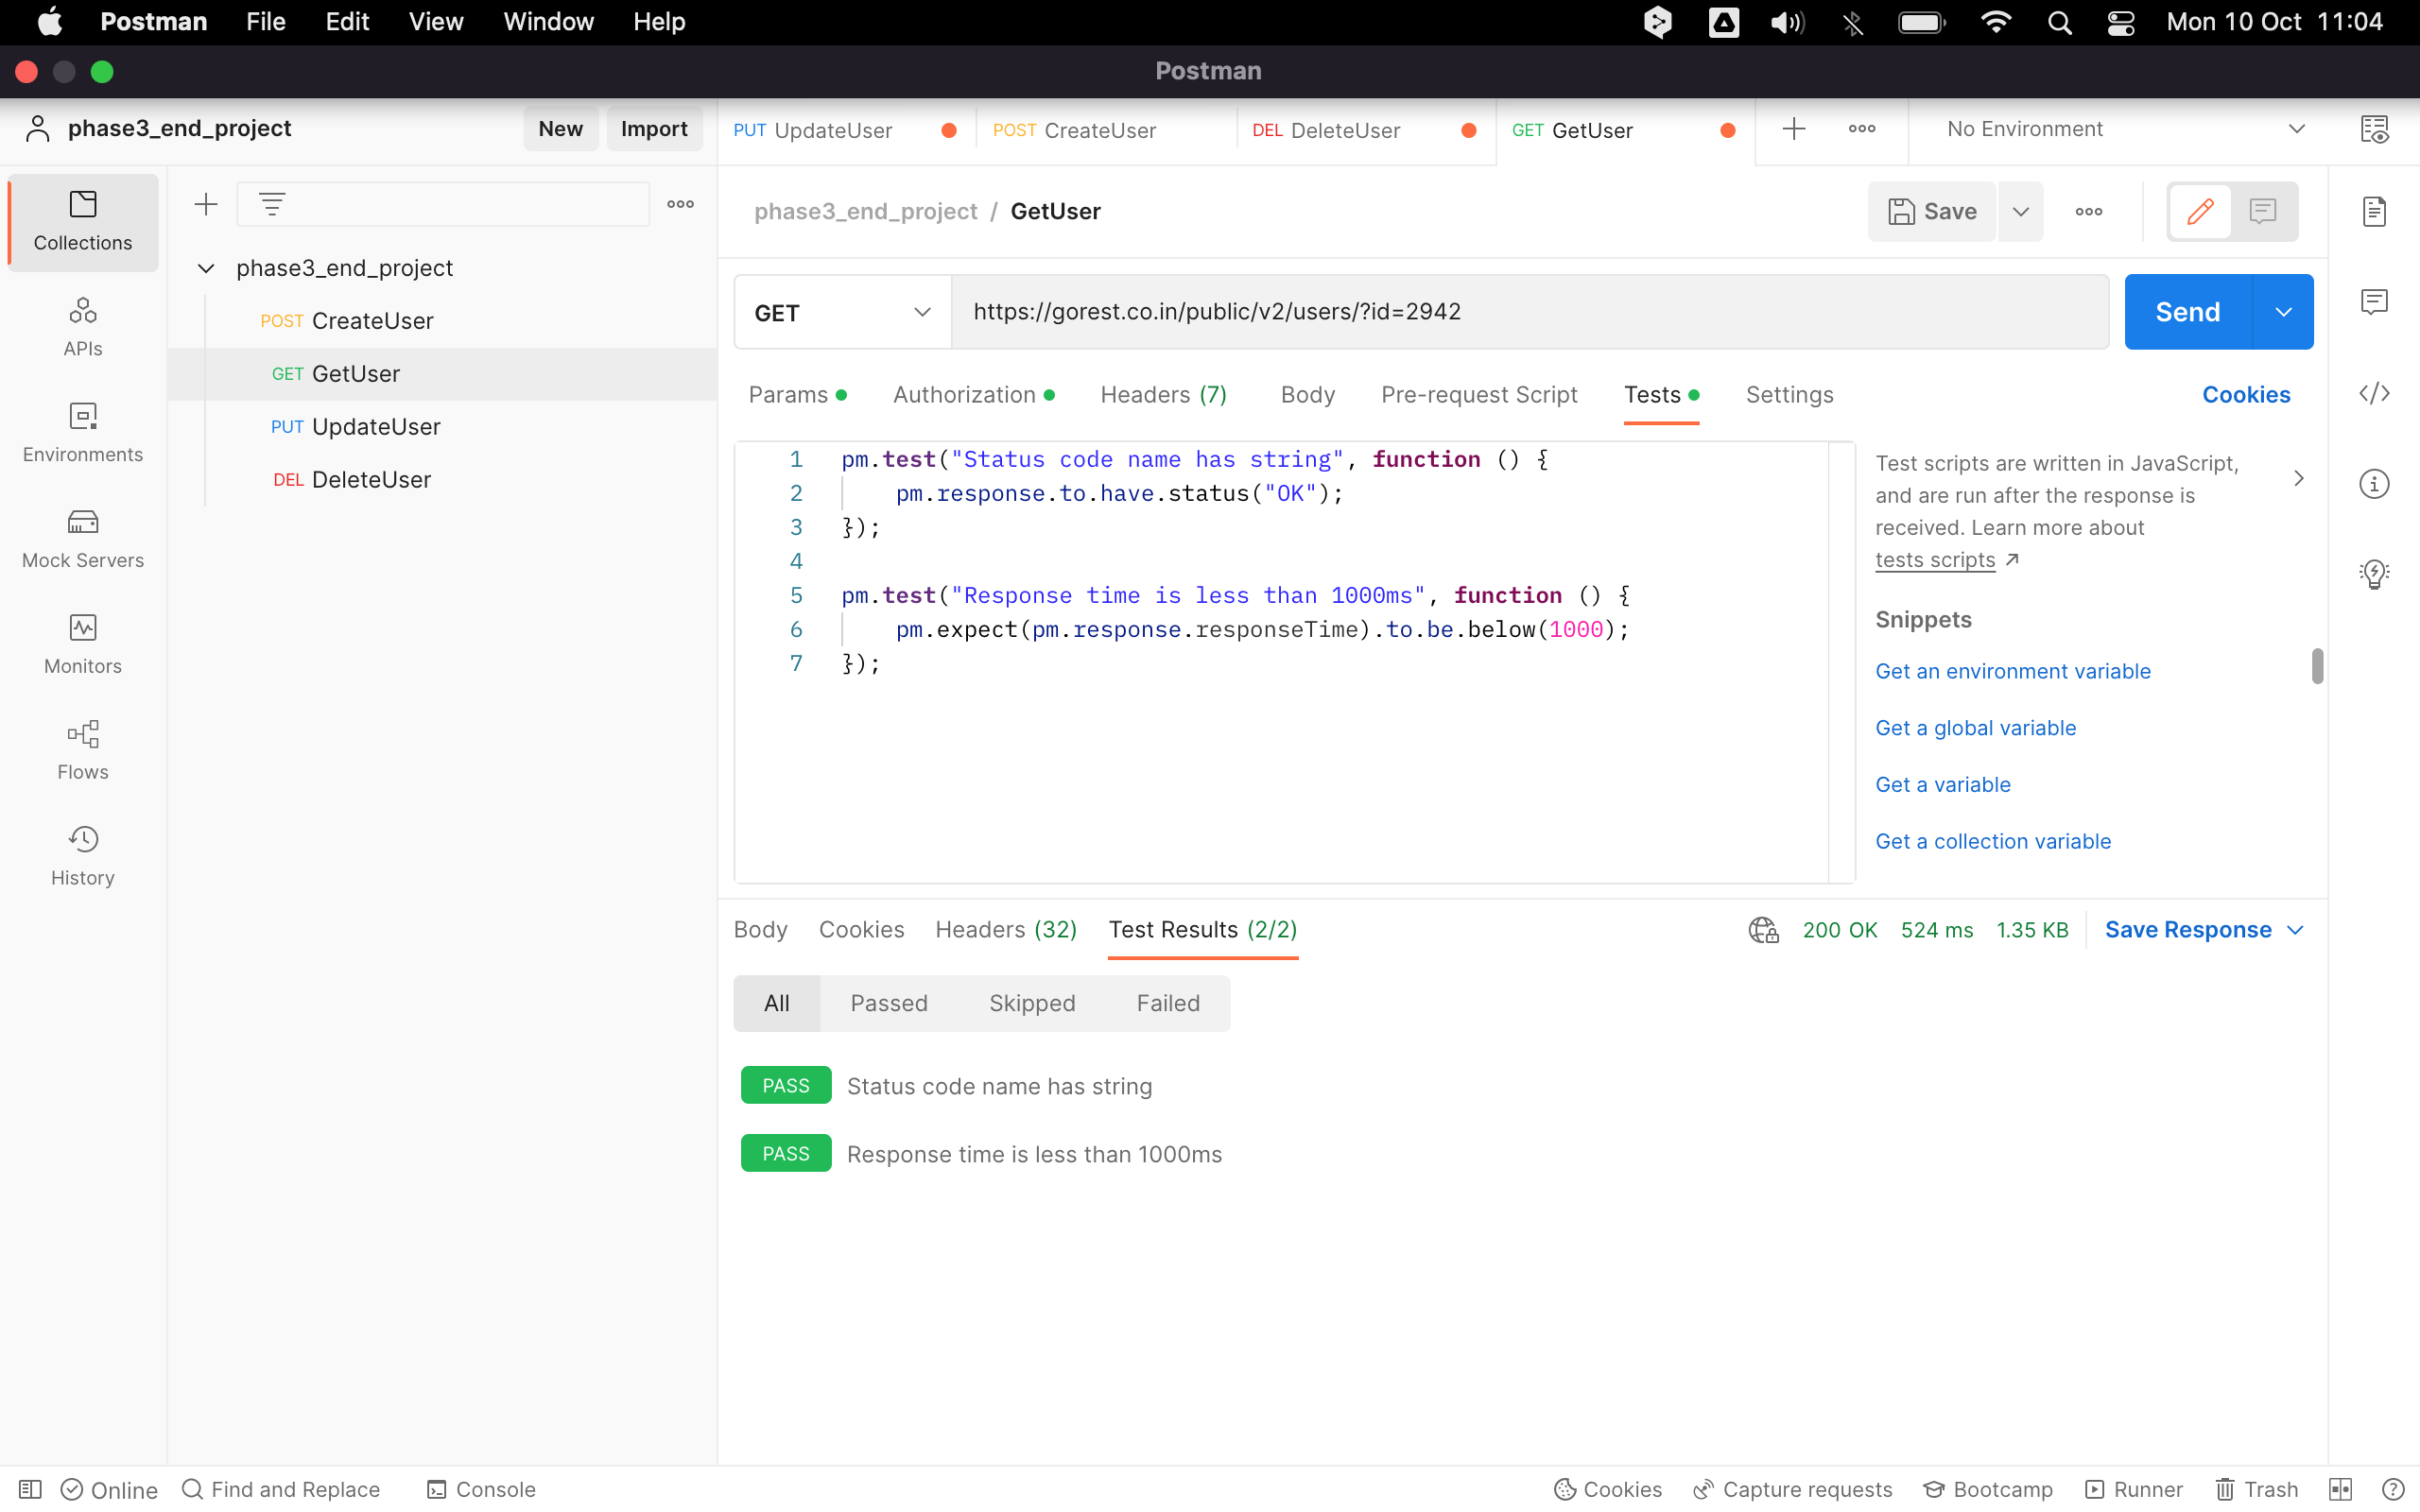 Postman File Edit View Window Help Mon 10 Oct 11:04
Postman
phase3_end_project New Import PUT UpdateUser POST CreateUser DEL DeleteUser GET GetUser No Environment
Collections
APIs
Environments
Mock Servers
Monitors
Flows
History
phase3_end_project
POST CreateUser
GET GetUser
PUT UpdateUser
DEL DeleteUser
phase3_end_project / GetUser Save
GET https://gorest.co.in/public/v2/users/?id=2942 Send
Params Authorization Headers (7) Body Pre-request Script Tests Settings Cookies
1 pm.test("Status code name has string", function () {
2 pm.response.to.have.status("OK");
3 });
4
5 pm.test("Response time is less than 1000ms", function () {
6 pm.expect(pm.response.responseTime).to.be.below(1000);
7 });
Test scripts are written in JavaScript,
and are run after the response is
received. Learn more about
tests scripts
Snippets
Get an environment variable
Get a global variable
Get a variable
Get a collection variable
Body Cookies Headers (32) Test Results (2/2) 200 OK 524 ms 1.35 KB Save Response
All Passed Skipped Failed
PASS Status code name has string
PASS Response time is less than 1000ms
Online Find and Replace Console Cookies Capture requests Bootcamp Runner Trash